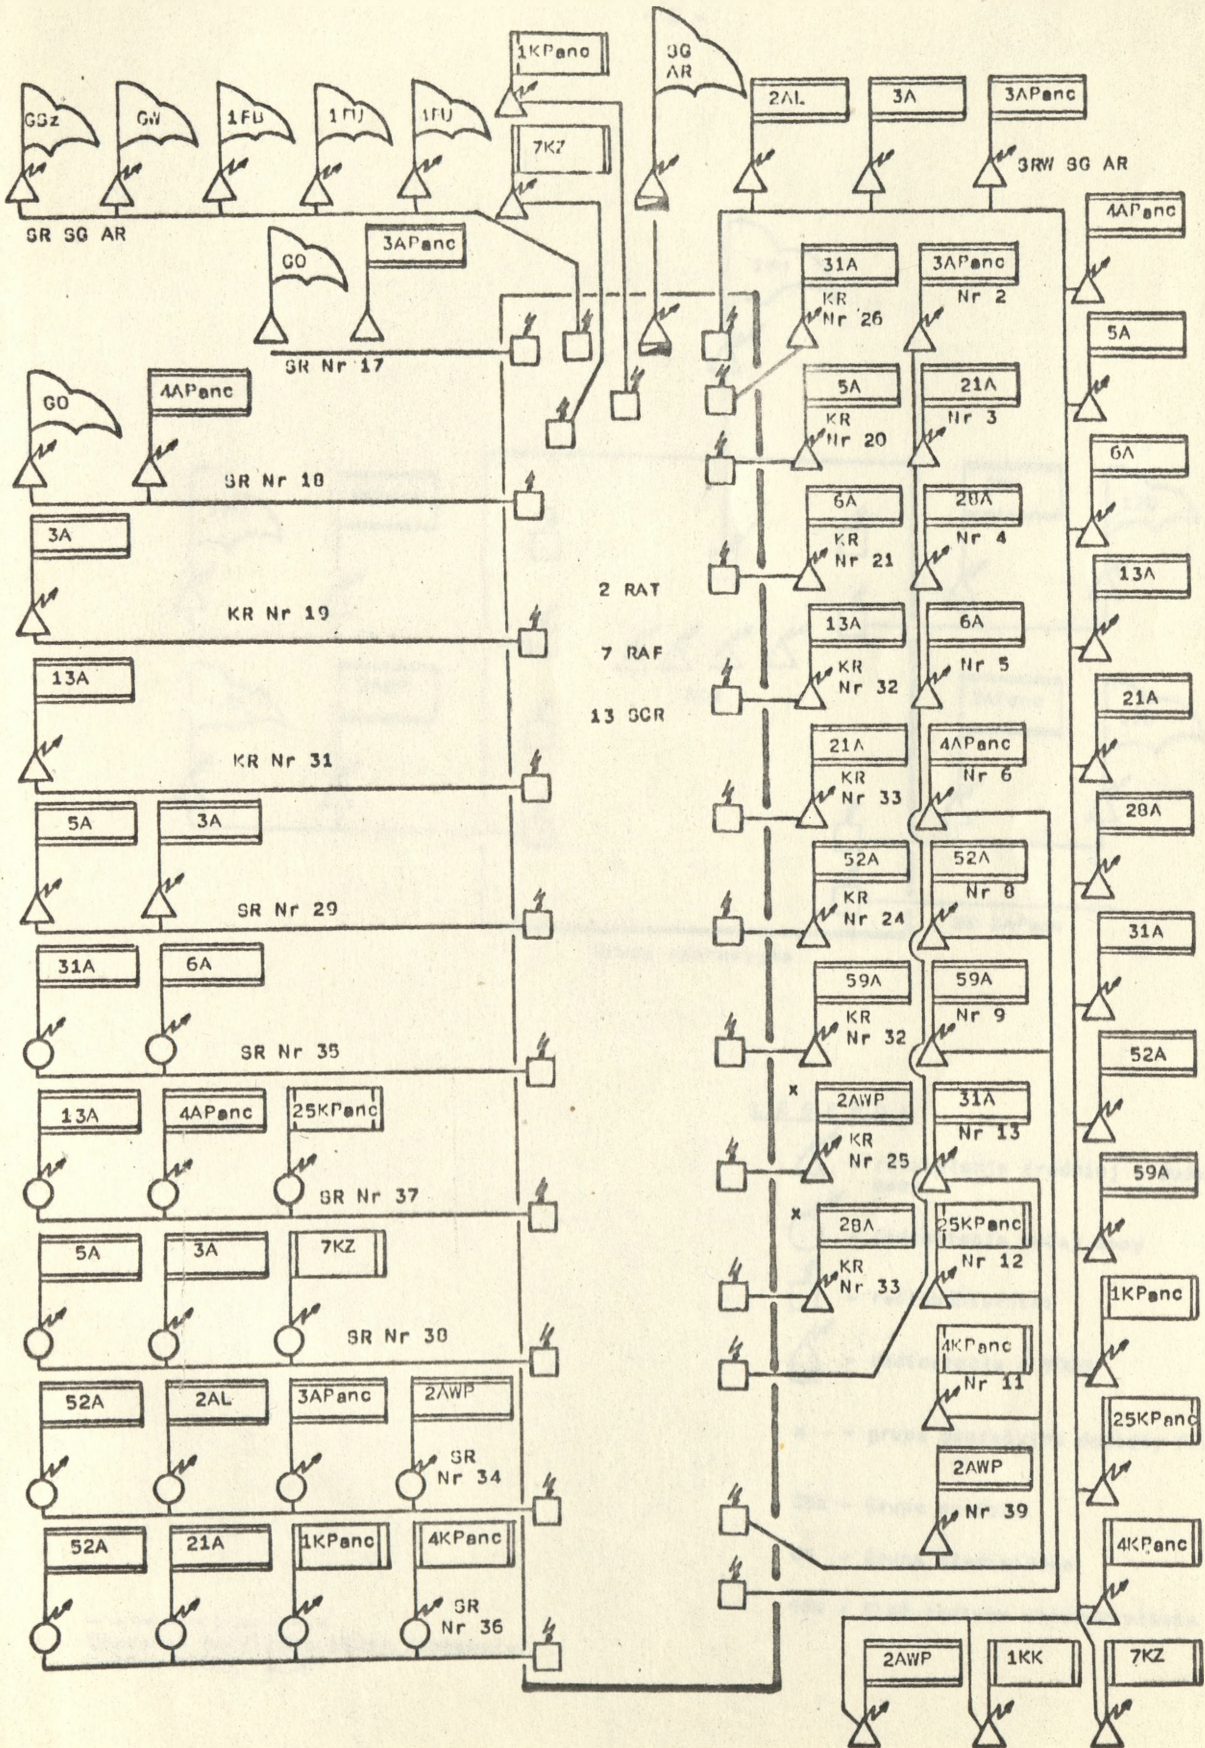 1KPanc
SG
AR
GSz
GW
1FU
1FU
1FU
7KZ
2AL
3A
3APanc
SRW SG AR
SR SG AR
GO
3APanc
SR Nr 17
4APanc
31A
KR
Nr 26
3APanc
Nr 2
5A
GO
4APanc
SR Nr 18
5A
KR
Nr 20
21A
Nr 3
6A
3A
KR Nr 19
6A
KR
Nr 21
28A
Nr 4
13A
2 RAT
7 RAF
13 SCR
13A
KR
Nr 32
6A
Nr 5
21A
13A
KR Nr 31
21A
KR
Nr 33
4APanc
Nr 6
28A
5A
3A
SR Nr 29
52A
KR
Nr 24
52A
Nr 8
31A
31A
6A
SR Nr 35
59A
KR
Nr 32
59A
Nr 9
52A
13A
4APanc
25KPanc
SR Nr 37
x
2AWP
KR
Nr 25
31A
Nr 13
59A
5A
3A
7KZ
SR Nr 38
x
28A
KR
Nr 33
25KPanc
Nr 12
1KPanc
4KPanc
Nr 11
52A
2AL
3APanc
2AWP
SR
Nr 34
25KPanc
2AWP
Nr 39
52A
21A
1KPanc
4KPanc
SR
Nr 36
4KPanc
2AWP
1KK
7KZ